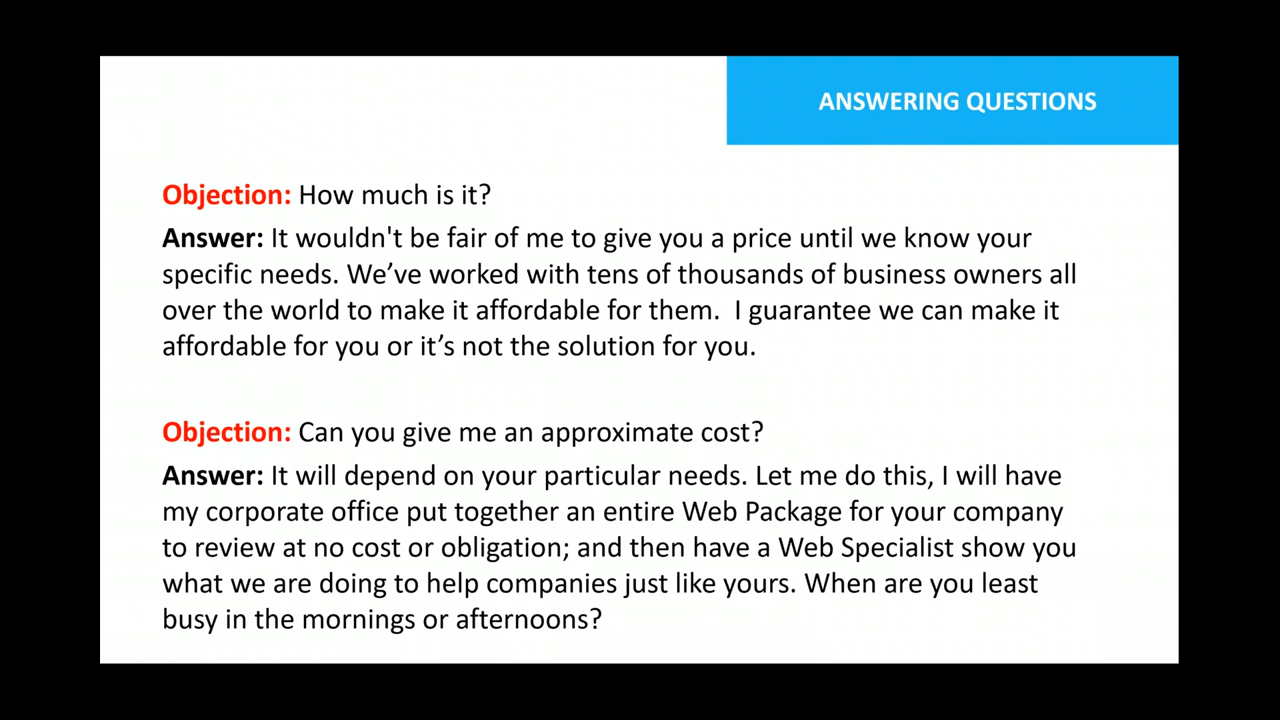 ANSWERING QUESTIONS
Objection: How much is it?
Answer: It wouldn't be fair of me to give you a price until we know your
specific needs. We’ve worked with tens of thousands of business owners all
over the world to make it affordable for them.  I guarantee we can make it
affordable for you or it’s not the solution for you.
Objection: Can you give me an approximate cost?
Answer: It will depend on your particular needs. Let me do this, I will have
my corporate office put together an entire Web Package for your company
to review at no cost or obligation; and then have a Web Specialist show you
what we are doing to help companies just like yours. When are you least
busy in the mornings or afternoons?